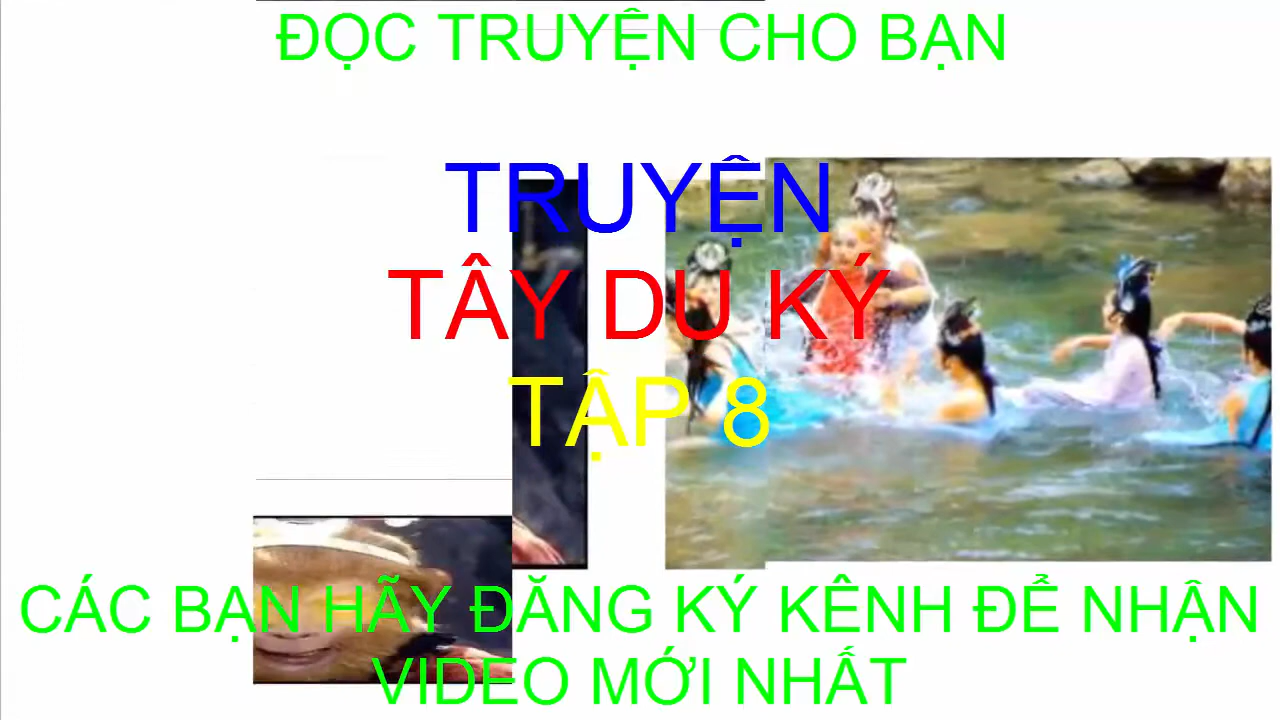 ĐỌC TRUYỆN CHO BẠN
TRUYỆN
TÂY DU KÝ
TẬP 8
CÁC BẠN HÃY ĐĂNG KÝ KÊNH ĐỂ NHẬN
VIDEO MỚI NHẤT